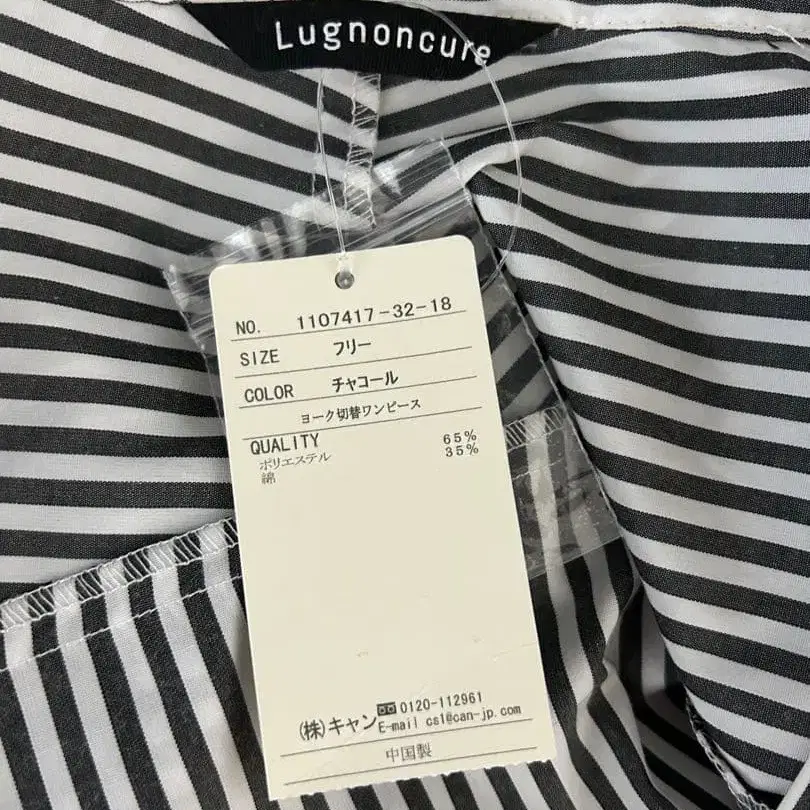 Lugnoncure
NO. 1107417-32-18
SIZE フリー
COLOR チャコール
ヨーク切替ワンピース
QUALITY
ポリエステル 65%
綿 35%
(株)キャン 0120-112961
E-mail cs1@can-jp.com
中国製